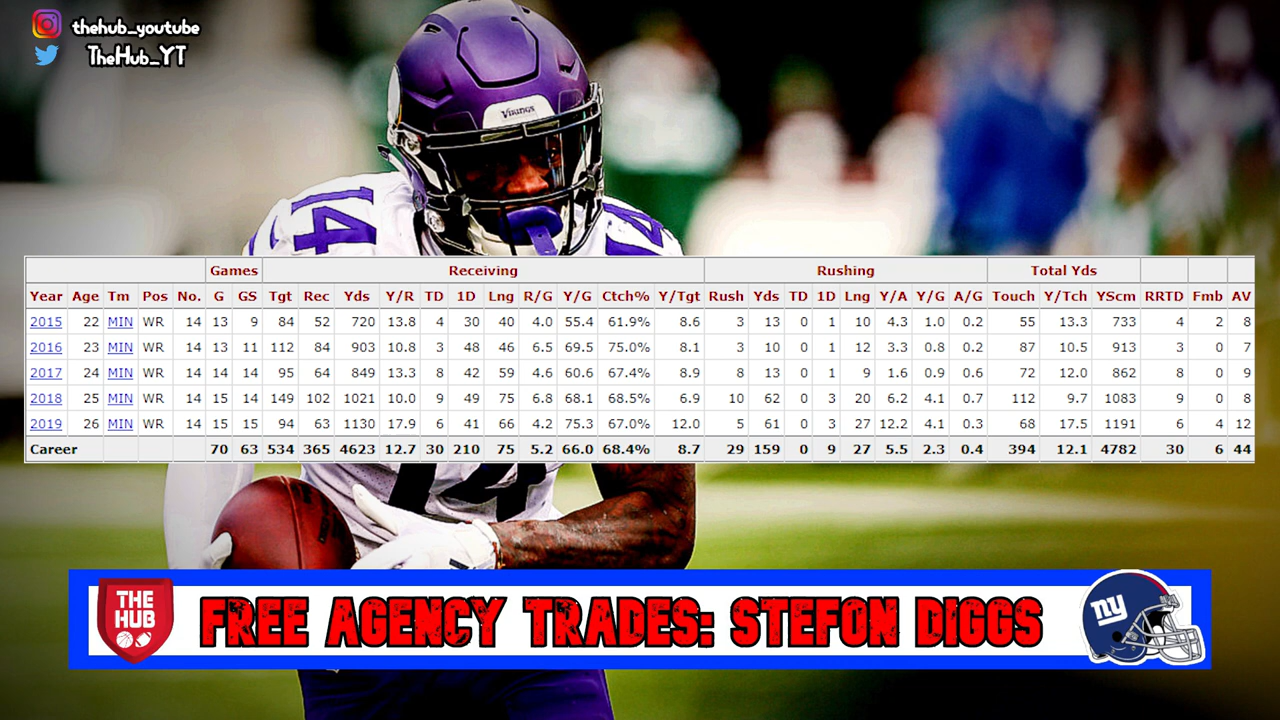 thehub_youtube
TheHub_YT
VIKINGS
14
Games Receiving Rushing Total Yds
Year Age Tm Pos No. G GS Tgt Rec Yds Y/R TD 1D Lng R/G Y/G Ctch% Y/Tgt Rush Yds TD 1D Lng Y/A Y/G A/G Touch Y/Tch YScm RRTD Fmb AV
2015 22 MIN WR 14 13 9 84 52 720 13.8 4 30 40 4.0 55.4 61.9% 8.6 3 13 0 1 10 4.3 1.0 0.2 55 13.3 733 4 2 8
2016 23 MIN WR 14 13 11 112 84 903 10.8 3 48 46 6.5 69.5 75.0% 8.1 3 10 0 1 12 3.3 0.8 0.2 87 10.5 913 3 0 7
2017 24 MIN WR 14 14 14 95 64 849 13.3 8 42 59 4.6 60.6 67.4% 8.9 8 13 0 1 9 1.6 0.9 0.6 72 12.0 862 8 0 9
2018 25 MIN WR 14 15 14 149 102 1021 10.0 9 49 75 6.8 68.1 68.5% 6.9 10 62 0 3 20 6.2 4.1 0.7 112 9.7 1083 9 0 8
2019 26 MIN WR 14 15 15 94 63 1130 17.9 6 41 66 4.2 75.3 67.0% 12.0 5 61 0 3 27 12.2 4.1 0.3 68 17.5 1191 6 4 12
Career 70 63 534 365 4623 12.7 30 210 75 5.2 66.0 68.4% 8.7 29 159 0 9 27 5.5 2.3 0.4 394 12.1 4782 30 6 44
THE
HUB
FREE AGENCY TRADES: STEFON DIGGS
ny